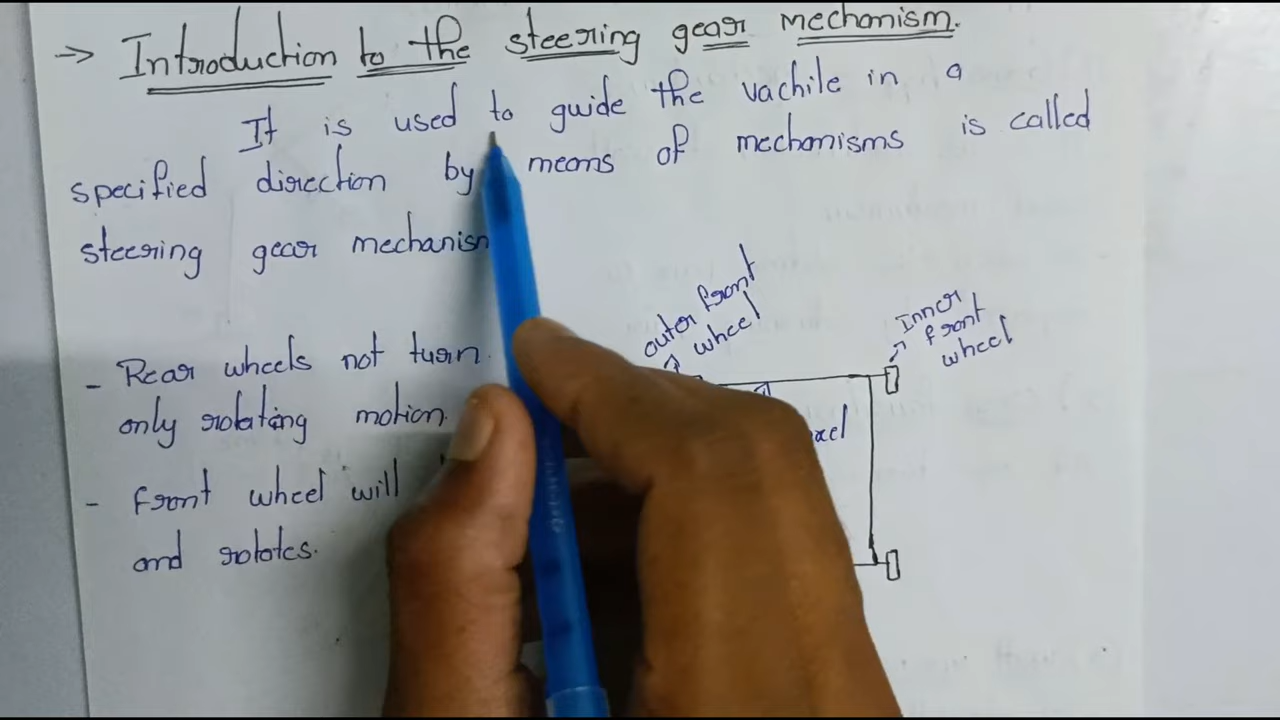 → Introduction to the steering gear mechanism.
It is used to guide the vachile in a
specified direction by means of mechanisms is called
steering gear mechanism
- Rear wheels not turn.
only rotating motion.
- front wheel will
and rotates.
outer front
wheel
Inner
front
wheel